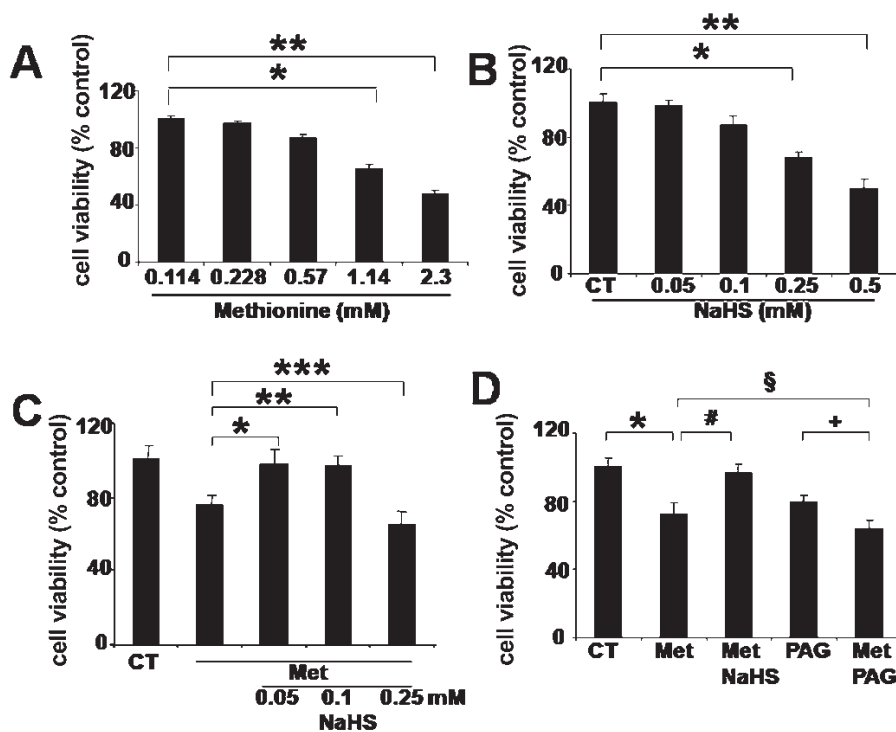 A
cell viability (% control)
**
*
120
80
40
0
0.114 0.228 0.57 1.14 2.3
Methionine (mM)
B
cell viability (% control)
**
*
120
80
40
0
CT 0.05 0.1 0.25 0.5
NaHS (mM)
C
cell viability (% control)
***
**
*
120
80
40
0
CT
Met
0.05 0.1 0.25 mM
NaHS
D
cell viability (% control)
§
* # +
120
80
40
0
CT Met Met PAG Met
NaHS PAG